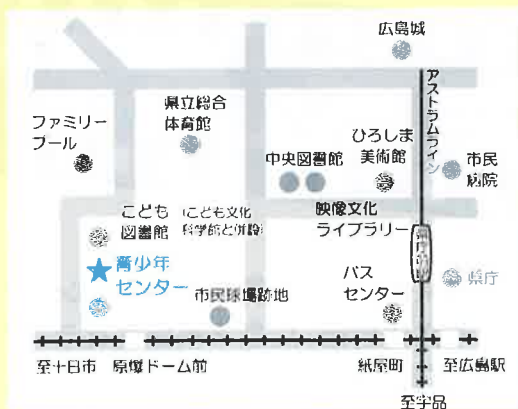 広島城
アストラムライン
県立総合
体育館
ファミリー
プール
中央図書館
ひろしま
美術館
市民
病院
こども
図書館
(こども文化
科学館と併設)
映像文化
ライブラリー
県庁前
青少年
センター
市民球場跡地
バス
センター
県庁
至十日市
原爆ドーム前
紙屋町
至広島駅
至宇品